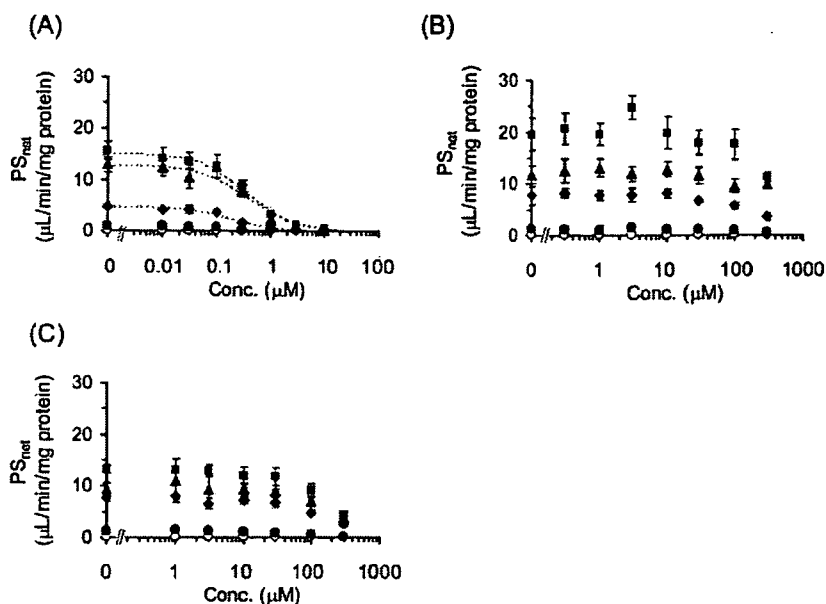 (A)
PSnet
(μL/min/mg protein)
30
20
10
0
0 0.01 0.1 1 10 100
Conc. (μM)
(B)
PSnet
(μL/min/mg protein)
30
20
10
0
0 1 10 100 1000
Conc. (μM)
(C)
PSnet
(μL/min/mg protein)
30
20
10
0
0 1 10 100 1000
Conc. (μM)